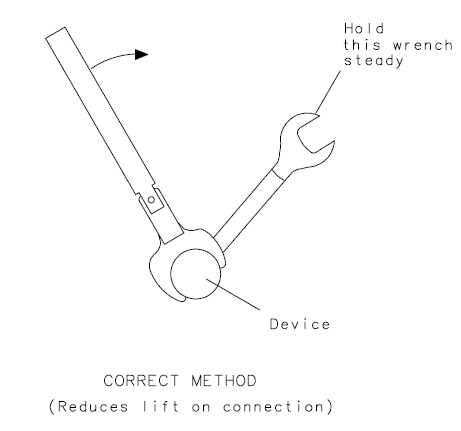 Hold
this wrench
steady
Device
CORRECT METHOD
(Reduces lift on connection)